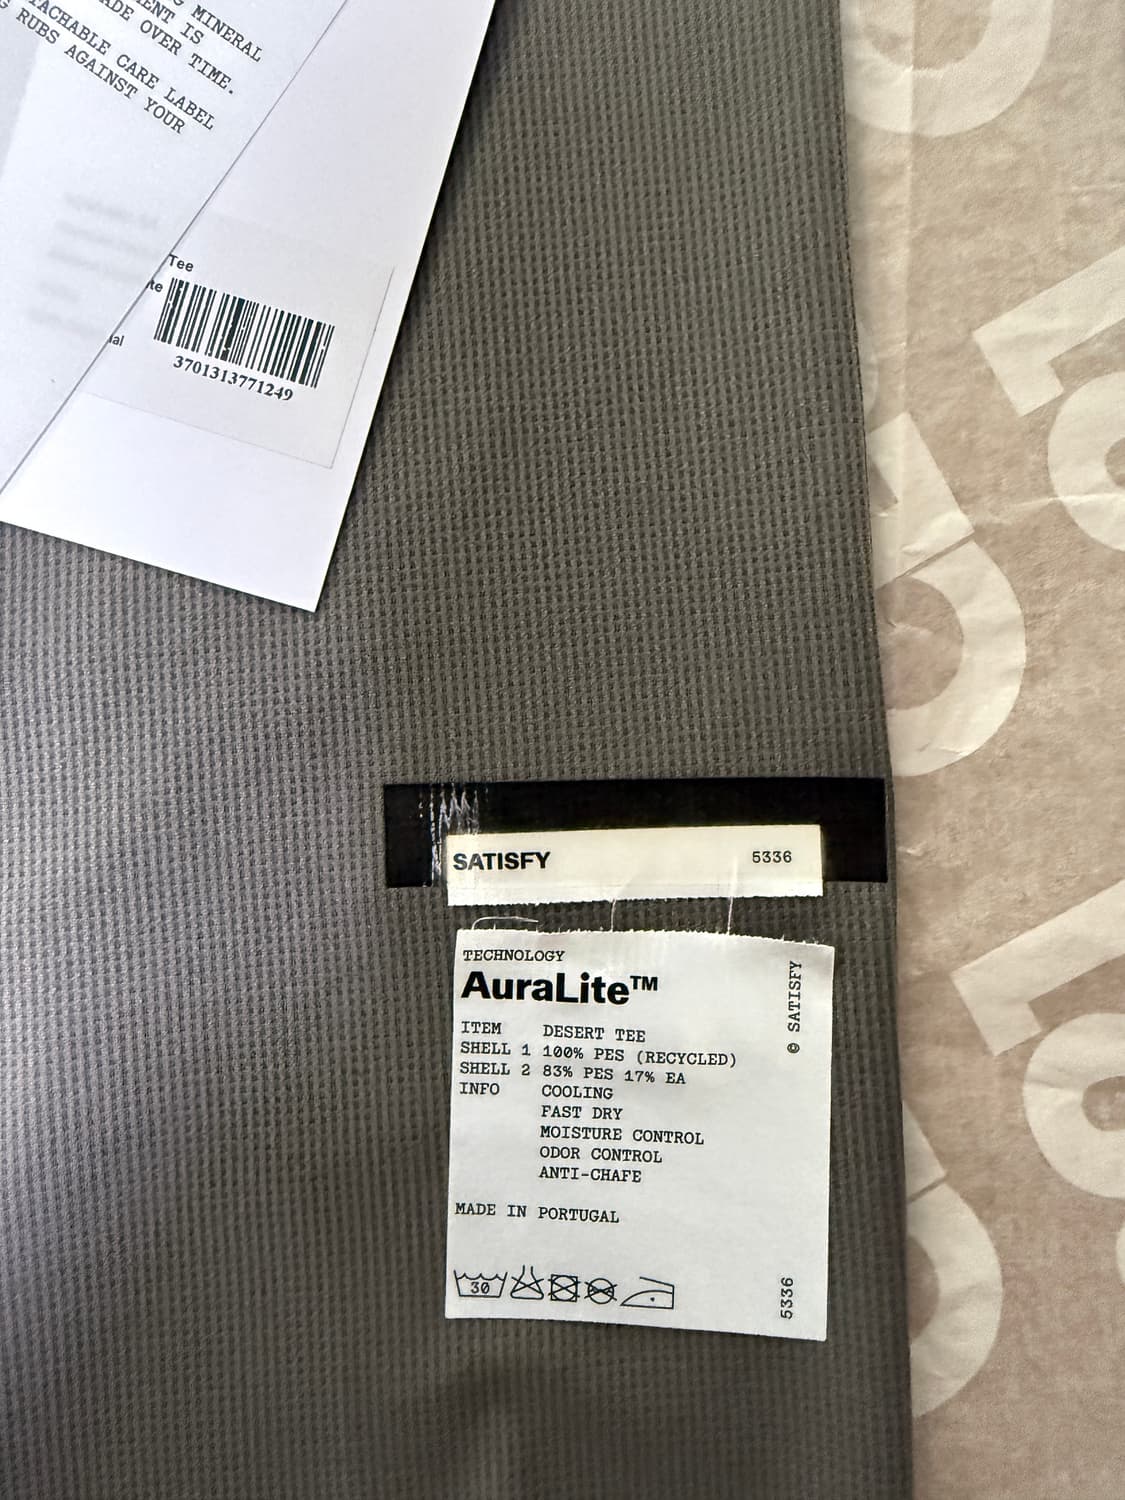 MINERAL
ENT IS
ADE OVER TIME.
TACHABLE CARE LABEL
G RUBS AGAINST YOUR
Tee
3701313771249
SATISFY 5336
TECHNOLOGY
AuraLite™
ITEM DESERT TEE
SHELL 1 100% PES (RECYCLED)
SHELL 2 83% PES 17% EA
INFO COOLING
FAST DRY
MOISTURE CONTROL
ODOR CONTROL
ANTI-CHAFE
MADE IN PORTUGAL
30
© SATISFY
5336